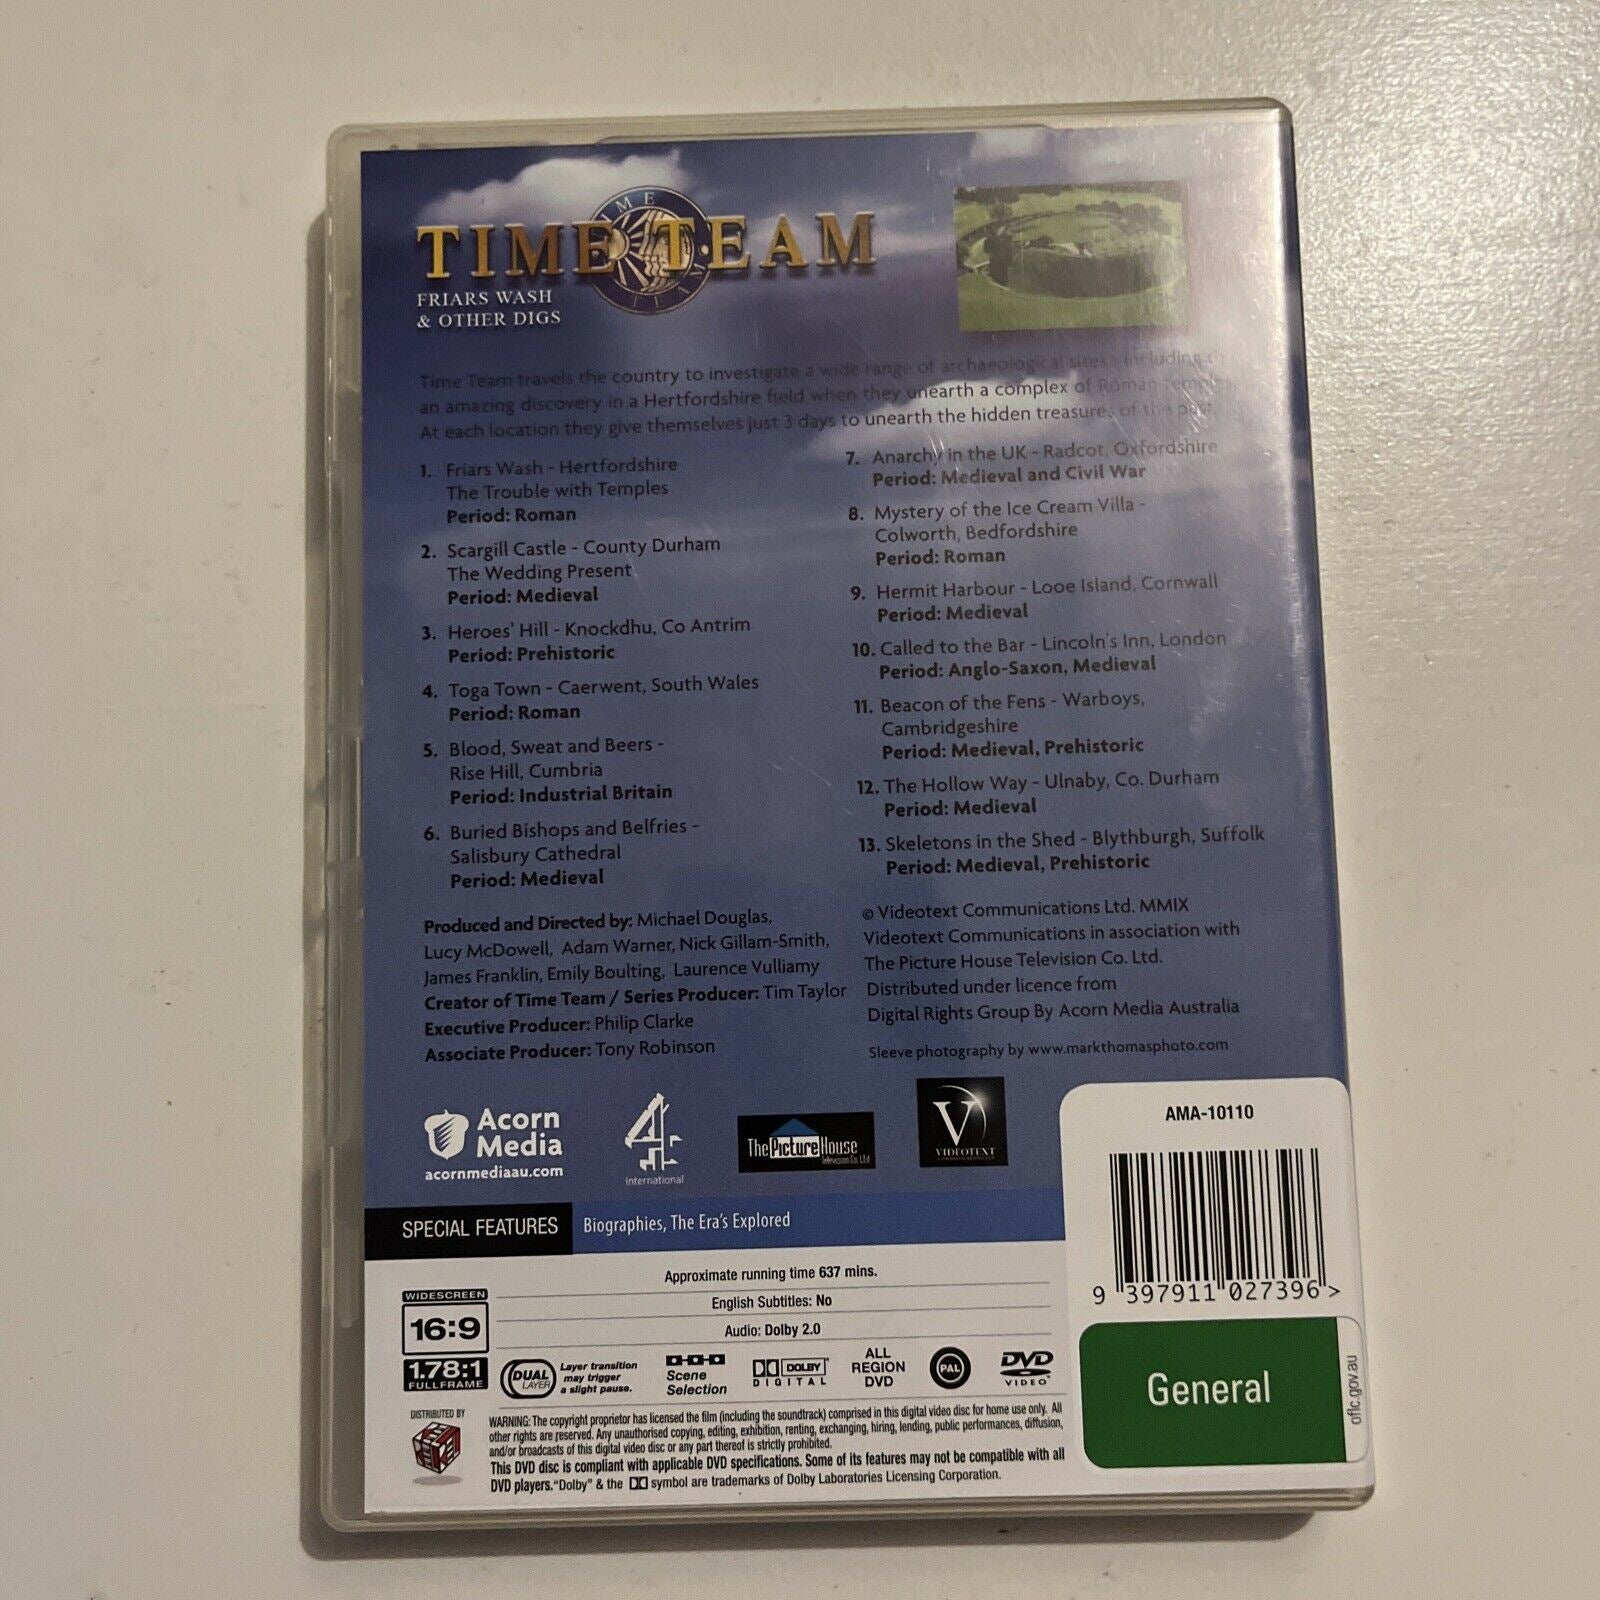 TIME TEAM
TIME TEAM
FRIARS WASH
& OTHER DIGS
Time Team travels the country to investigate a wide range of archaeological sites - including
an amazing discovery in a Hertfordshire field when they unearth a complex of Roman temples.
At each location they give themselves just 3 days to unearth the hidden treasures of the past.
1. Friars Wash - Hertfordshire
The Trouble with Temples
Period: Roman
2. Scargill Castle - County Durham
The Wedding Present
Period: Medieval
3. Heroes' Hill - Knockdhu, Co Antrim
Period: Prehistoric
4. Toga Town - Caerwent, South Wales
Period: Roman
5. Blood, Sweat and Beers -
Rise Hill, Cumbria
Period: Industrial Britain
6. Buried Bishops and Belfries -
Salisbury Cathedral
Period: Medieval
7. Anarchy in the UK - Radcot, Oxfordshire
Period: Medieval and Civil War
8. Mystery of the Ice Cream Villa -
Colworth, Bedfordshire
Period: Roman
9. Hermit Harbour - Looe Island, Cornwall
Period: Medieval
10. Called to the Bar - Lincoln's Inn, London
Period: Anglo-Saxon, Medieval
11. Beacon of the Fens - Warboys,
Cambridgeshire
Period: Medieval, Prehistoric
12. The Hollow Way - Ulnaby, Co. Durham
Period: Medieval
13. Skeletons in the Shed - Blythburgh, Suffolk
Period: Medieval, Prehistoric
Produced and Directed by: Michael Douglas,
Lucy McDowell, Adam Warner, Nick Gillam-Smith,
James Franklin, Emily Boulting, Laurence Vulliamy
Creator of Time Team / Series Producer: Tim Taylor
Executive Producer: Philip Clarke
Associate Producer: Tony Robinson
© Videotext Communications Ltd. MMIX
Videotext Communications in association with
The Picture House Television Co. Ltd.
Distributed under licence from
Digital Rights Group By Acorn Media Australia
Sleeve photography by www.markthomasphoto.com
Acorn
Media
acornmediaau.com
4
International
The Picture House
Television Co. Ltd
V
VIDEOTEXT
AMA-10110
9 397911 027396 >
SPECIAL FEATURES Biographies, The Era's Explored
Approximate running time 637 mins.
English Subtitles: No
Audio: Dolby 2.0
WIDESCREEN
16:9
1.78:1
FULLFRAME
DUAL
LAYER
Layer transition
may trigger
a slight pause.
Scene
Selection
DOLBY
DIGITAL
ALL
REGION
DVD
PAL
DVD
VIDEO
General
oflc.gov.au
DISTRIBUTED BY
WARNING: The copyright proprietor has licensed the film (including the soundtrack) comprised in this digital video disc for home use only. All
other rights are reserved. Any unauthorised copying, editing, exhibition, renting, exchanging, hiring, lending, public performances, diffusion,
and/or broadcasts of this digital video disc or any part thereof is strictly prohibited.
This DVD disc is compliant with applicable DVD specifications. Some of its features may not be compatible with all
DVD players. "Dolby" & the symbol are trademarks of Dolby Laboratories Licensing Corporation.